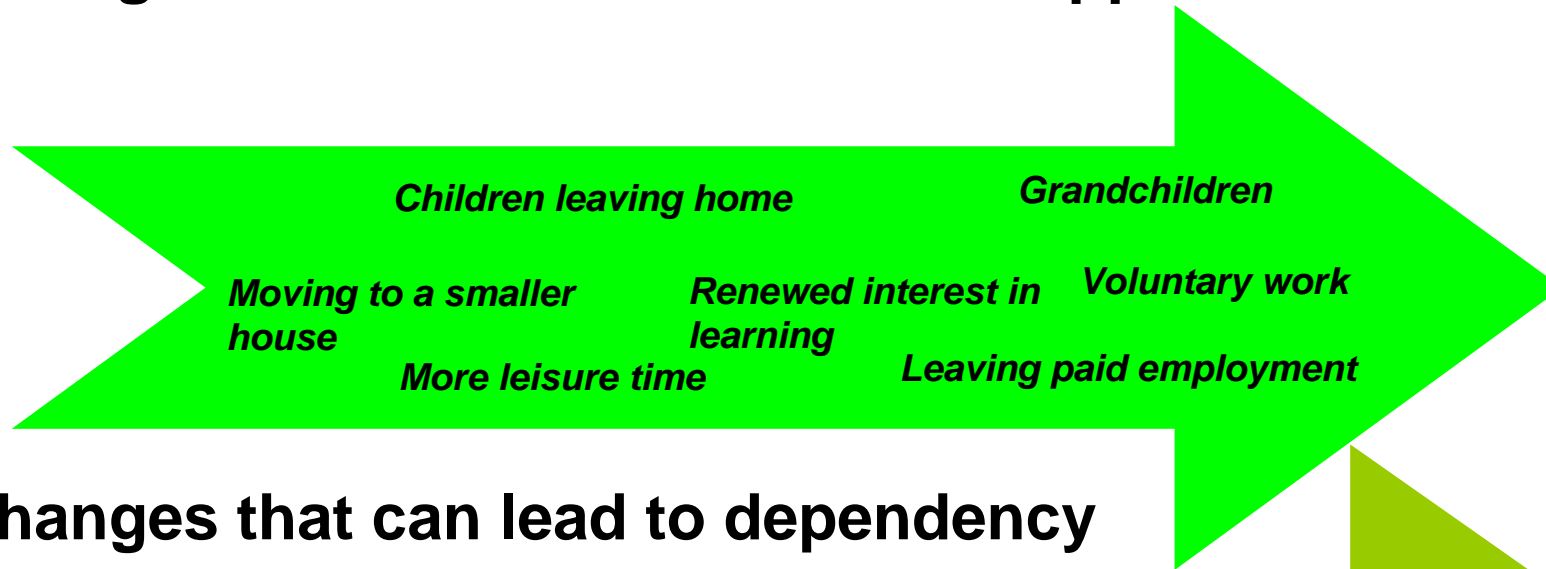 Children leaving home
Grandchildren
Moving to a smaller
house
Renewed interest in
learning
Voluntary work
More leisure time
Leaving paid employment
hanges that can lead to dependency